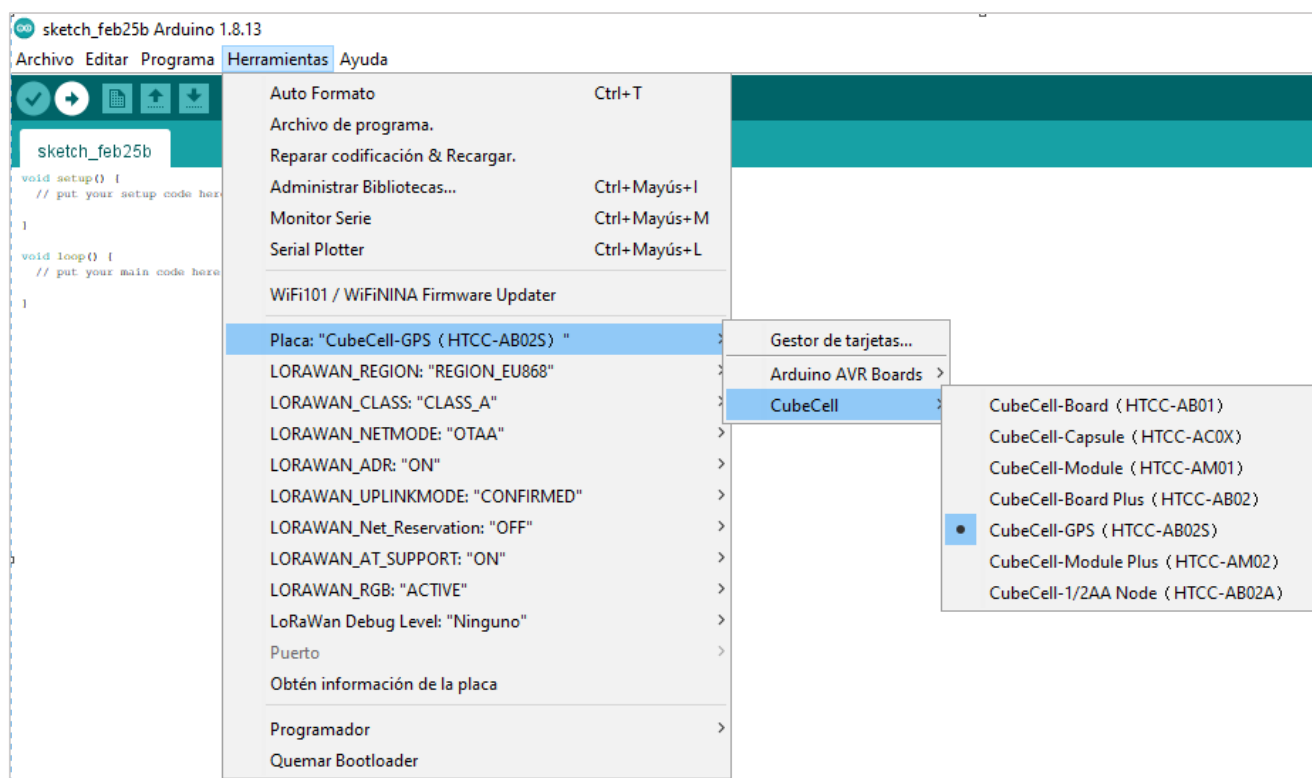 sketch_feb25b Arduino 1.8.13
Archivo Editar Programa Herramientas Ayuda
sketch_feb25b
void setup() {
// put your setup code her
}
void loop() {
// put your main code here
}
Auto Formato Ctrl+T
Archivo de programa.
Reparar codificación & Recargar.
Administrar Bibliotecas... Ctrl+Mayús+I
Monitor Serie Ctrl+Mayús+M
Serial Plotter Ctrl+Mayús+L
WiFi101 / WiFiNINA Firmware Updater
Placa: "CubeCell-GPS (HTCC-AB02S) "
LORAWAN_REGION: "REGION_EU868"
LORAWAN_CLASS: "CLASS_A"
LORAWAN_NETMODE: "OTAA"
LORAWAN_ADR: "ON"
LORAWAN_UPLINKMODE: "CONFIRMED"
LORAWAN_Net_Reservation: "OFF"
LORAWAN_AT_SUPPORT: "ON"
LORAWAN_RGB: "ACTIVE"
LoRaWan Debug Level: "Ninguno"
Puerto
Obtén información de la placa
Programador
Quemar Bootloader
Gestor de tarjetas...
Arduino AVR Boards
CubeCell
CubeCell-Board (HTCC-AB01)
CubeCell-Capsule (HTCC-AC0X)
CubeCell-Module (HTCC-AM01)
CubeCell-Board Plus (HTCC-AB02)
CubeCell-GPS (HTCC-AB02S)
CubeCell-Module Plus (HTCC-AM02)
CubeCell-1/2AA Node (HTCC-AB02A)